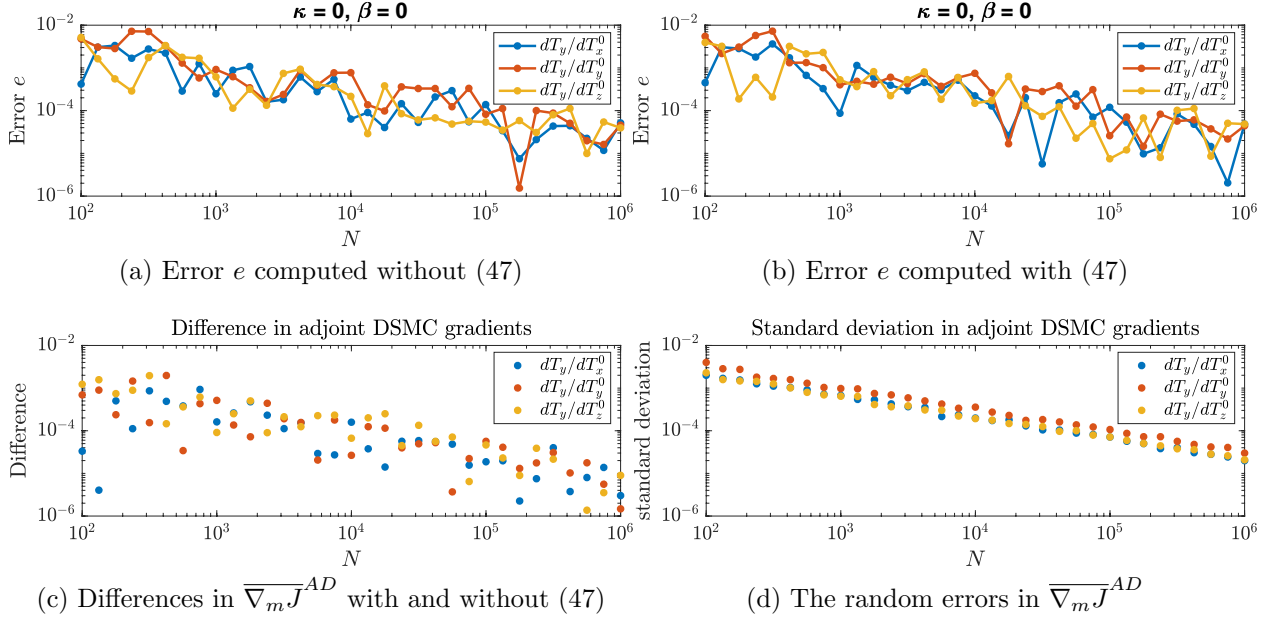 κ = 0, β = 0
Error e
10^-2
10^-4
10^-6
dT_y/dT_x^0
dT_y/dT_y^0
dT_y/dT_z^0
10^2 10^3 10^4 10^5 10^6
N
(a) Error e computed without (47)
κ = 0, β = 0
Error e
10^-2
10^-4
10^-6
dT_y/dT_x^0
dT_y/dT_y^0
dT_y/dT_z^0
10^2 10^3 10^4 10^5 10^6
N
(b) Error e computed with (47)
Difference in adjoint DSMC gradients
Difference
10^-2
10^-4
10^-6
dT_y/dT_x^0
dT_y/dT_y^0
dT_y/dT_z^0
10^2 10^3 10^4 10^5 10^6
N
(c) Differences in \overline{∇_m J}^{AD} with and without (47)
Standard deviation in adjoint DSMC gradients
standard deviation
10^-2
10^-4
10^-6
dT_y/dT_x^0
dT_y/dT_y^0
dT_y/dT_z^0
10^2 10^3 10^4 10^5 10^6
N
(d) The random errors in \overline{∇_m J}^{AD}